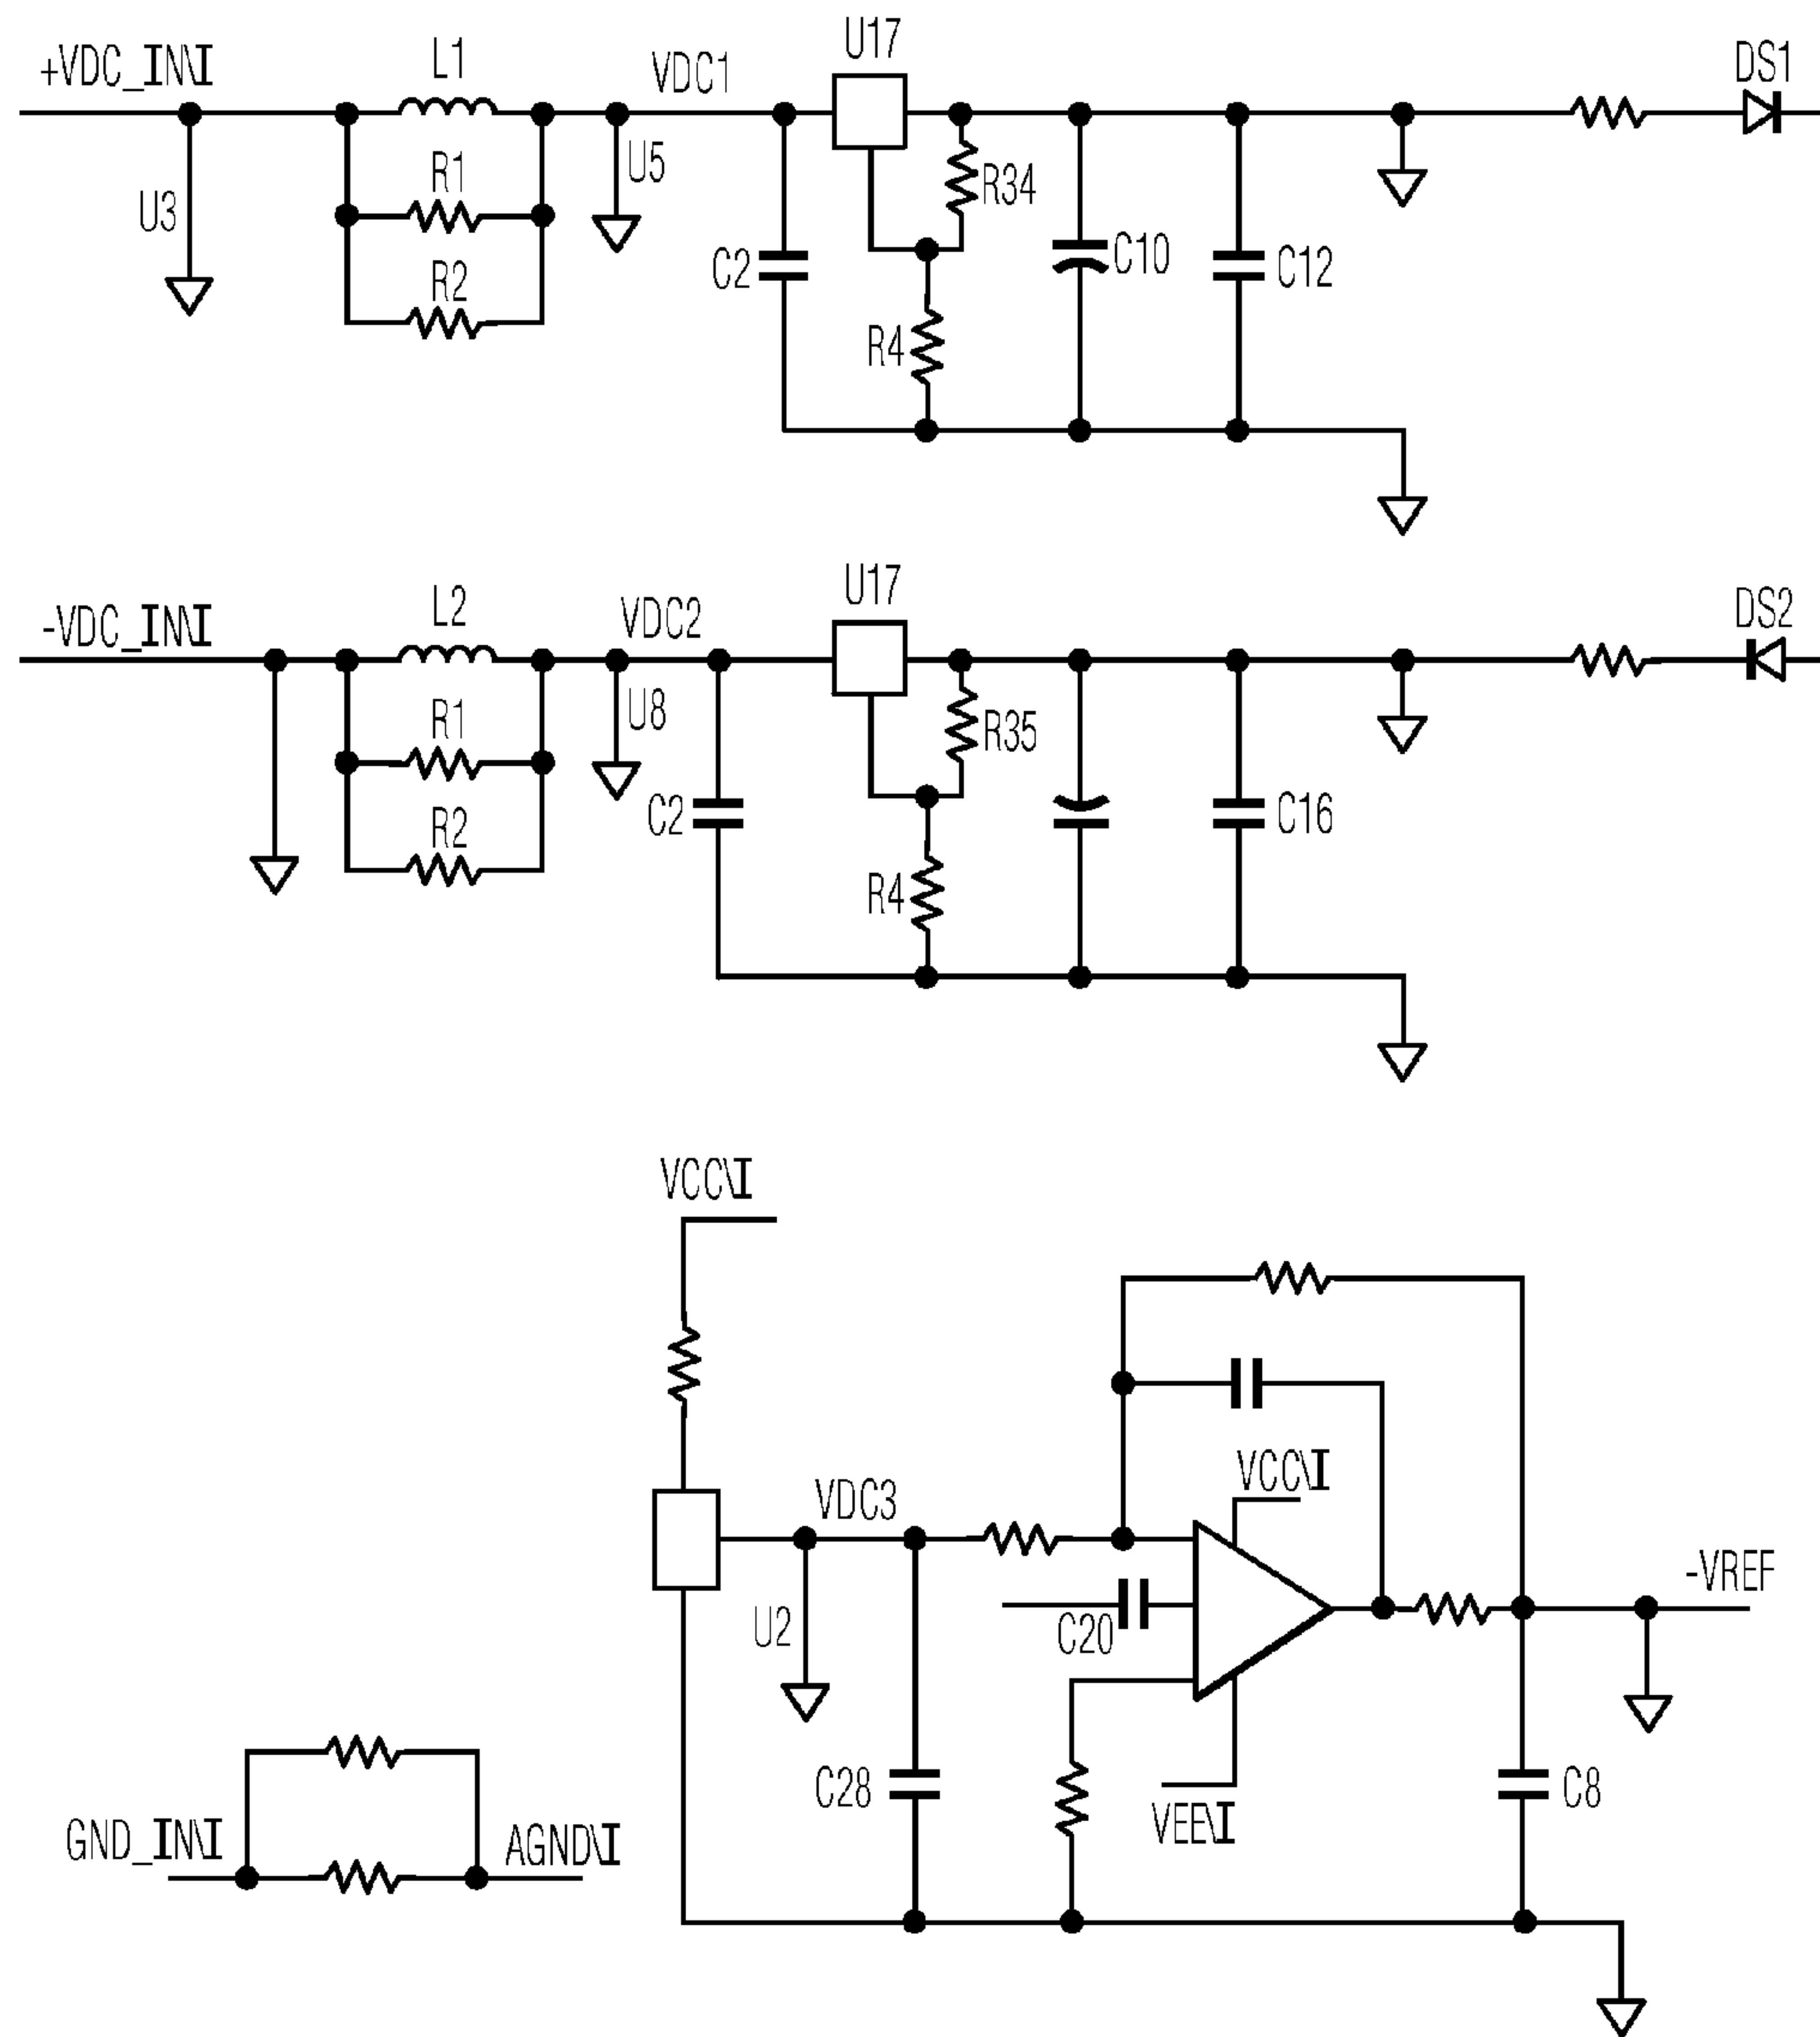 +VDC_IN\I
L1
VDC1
U17
DS1
R1
U5
U3
R34
R2
C2
C10
C12
R4
-VDC_IN\I
L2
VDC2
U17
DS2
R1
U8
R35
R2
C2
C16
R4
VCC\I
VCC\I
VDC3
-VREF
U2
C20
C28
C8
VEE\I
GND_IN\I
AGND\I